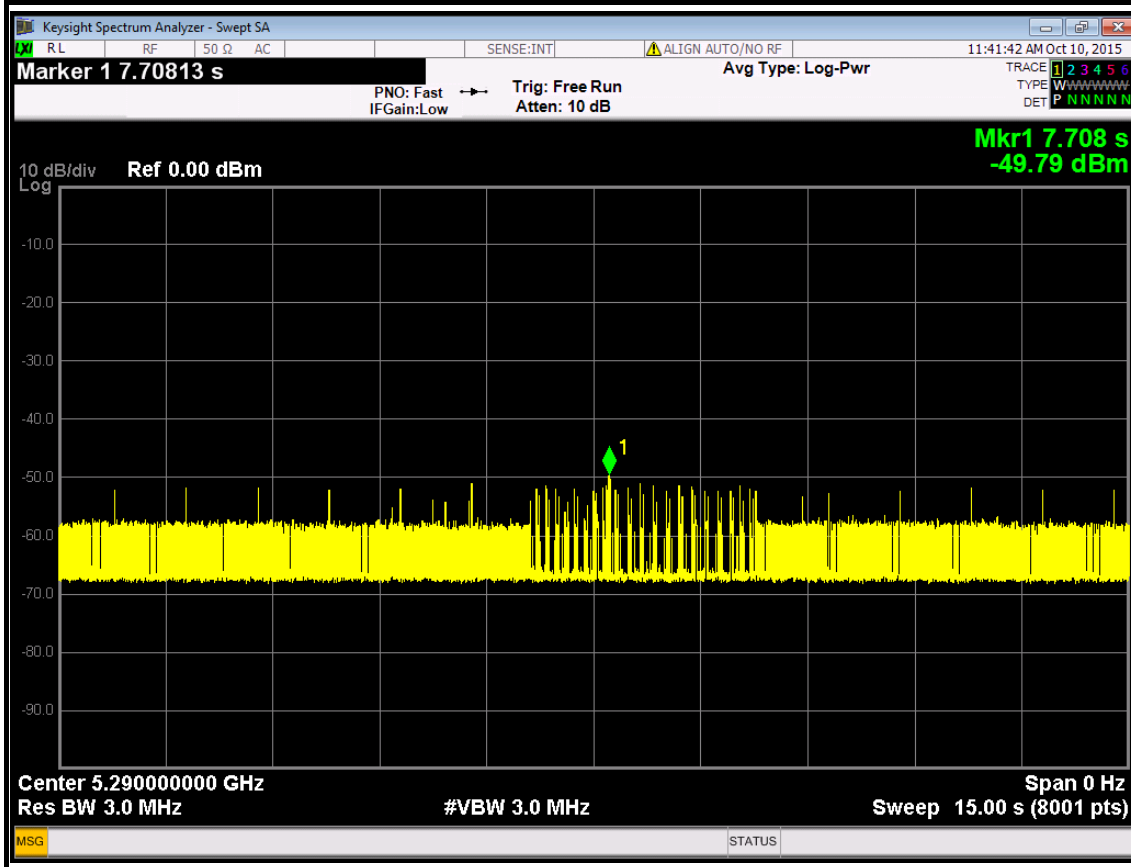 Keysight Spectrum Analyzer - Swept SA
LXI RL RF 50 Ω AC SENSE:INT ALIGN AUTO/NO RF 11:41:42 AM Oct 10, 2015
Marker 1 7.70813 s
PNO: Fast
IFGain:Low
Trig: Free Run
Atten: 10 dB
Avg Type: Log-Pwr
TRACE 1 2 3 4 5 6
TYPE WWWWWW
DET P N N N N N
Mkr1 7.708 s
-49.79 dBm
10 dB/div Ref 0.00 dBm
Log
-10.0
-20.0
-30.0
-40.0
1
-50.0
-60.0
-70.0
-80.0
-90.0
Center 5.290000000 GHz Span 0 Hz
Res BW 3.0 MHz #VBW 3.0 MHz Sweep 15.00 s (8001 pts)
MSG STATUS